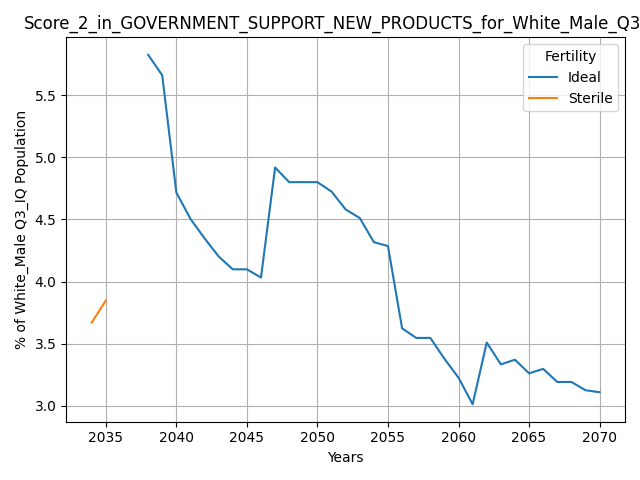 Score_2_in_GOVERNMENT_SUPPORT_NEW_PRODUCTS_for_White_Male_Q3
Fertility
Ideal
Sterile
% of White_Male Q3_IQ Population
5.5
5.0
4.5
4.0
3.5
3.0
2035 2040 2045 2050 2055 2060 2065 2070
Years